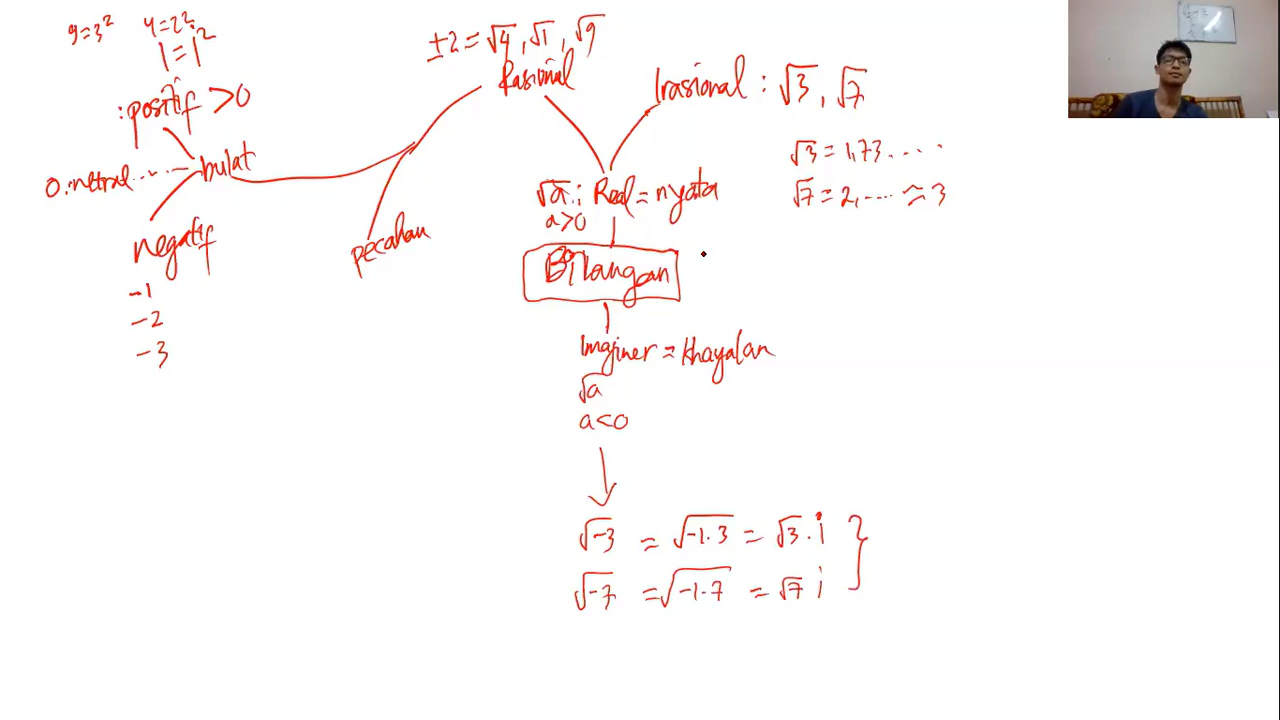 9=3² 4=2²
1=1²
±2=√4, √1, √9
Rasional
Irasional : √3, √7
: positif >0
√3 = 1,73....
0: netral..... bulat
√a : Real = nyata
a>0
√7 = 2,..... ≈ 3
negatif
pecahan
Bilangan
-1
-2
-3
Imajiner = Khayalan
√a
a<0
√-3 = √-1.3 = √3.i
√-7 = √-1.7 = √7 i